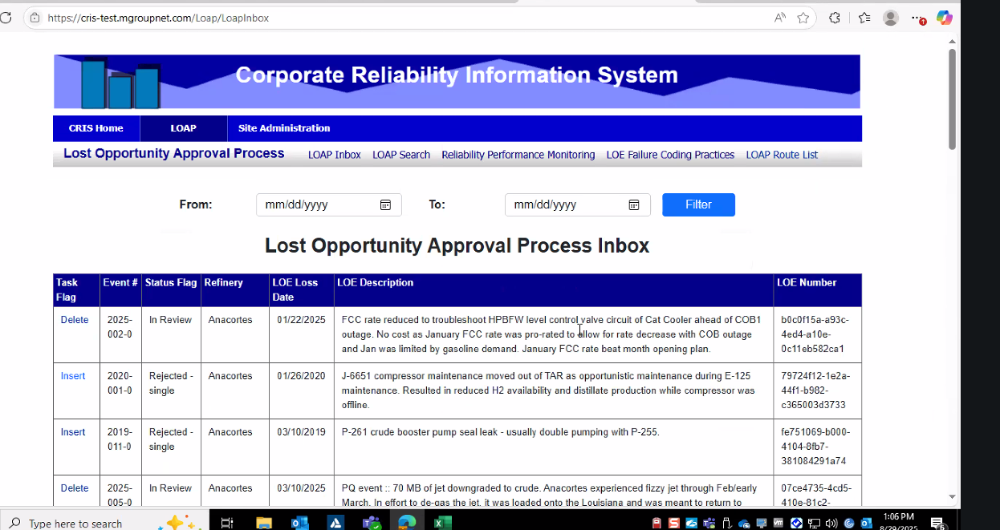 https://cris-test.mgroupnet.com/Loap/LoapInbox
Corporate Reliability Information System
CRIS Home LOAP Site Administration
Lost Opportunity Approval Process LOAP Inbox LOAP Search Reliability Performance Monitoring LOE Failure Coding Practices LOAP Route List
From: mm/dd/yyyy To: mm/dd/yyyy Filter
Lost Opportunity Approval Process Inbox
Task Event # Status Flag Refinery LOE Loss LOE Description LOE Number
Flag Date
Delete 2025- In Review Anacortes 01/22/2025 FCC rate reduced to troubleshoot HPBFW level control valve circuit of Cat Cooler ahead of COB1 b0c0f15a-a93c-
002-0 outage. No cost as January FCC rate was pro-rated to allow for rate decrease with COB outage 4ed4-a10e-
and Jan was limited by gasoline demand. January FCC rate beat month opening plan. 0c11eb582ca1
Insert 2020- Rejected - Anacortes 01/26/2020 J-6651 compressor maintenance moved out of TAR as opportunistic maintenance during E-125 79724f12-1e2a-
001-0 single maintenance. Resulted in reduced H2 availability and distillate production while compressor was 44f1-b982-
offline. c365003d3733
Insert 2019- Rejected - Anacortes 03/10/2019 P-261 crude booster pump seal leak - usually double pumping with P-255. fe751069-b000-
011-0 single 4104-8fb7-
381084291a74
Delete 2025- In Review Anacortes 03/10/2025 PQ event :: 70 MB of jet downgraded to crude. Anacortes experienced fizzy jet through Feb/early 07ce4735-4cd5-
005-0 March. In effort to de-gas the jet, it was loaded onto the Louisiana and was meant to return to 410e-81c2-
Type here to search 1:06 PM
8/29/2025